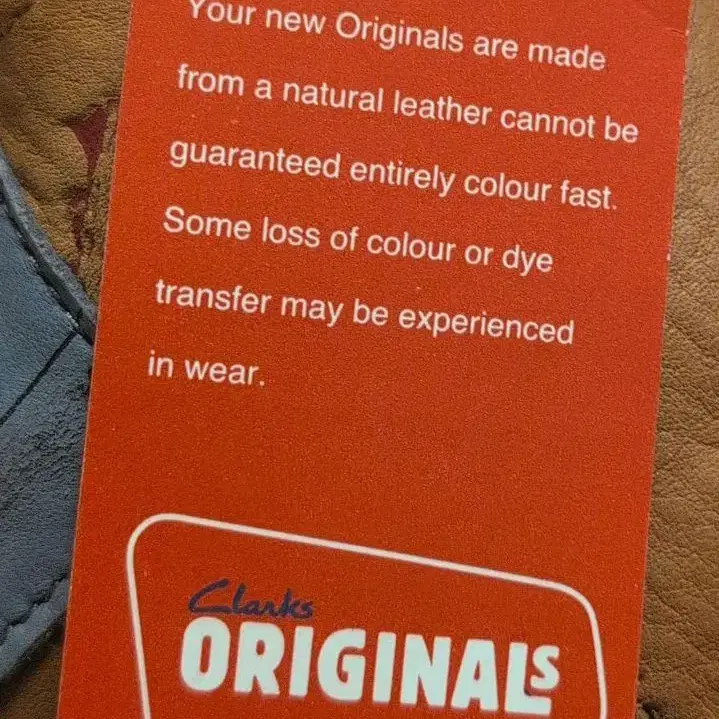 Your new Originals are made
from a natural leather cannot be
guaranteed entirely colour fast.
Some loss of colour or dye
transfer may be experienced
in wear.
Clarks
ORIGINALS